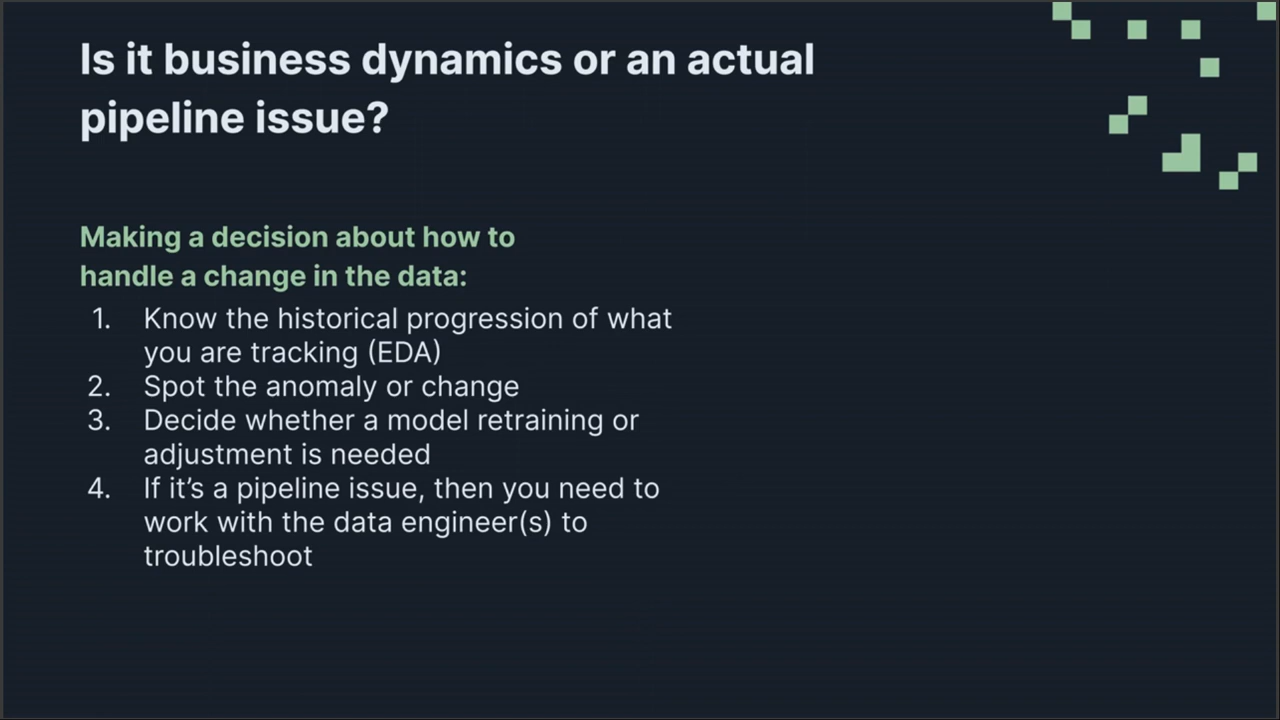 Is it business dynamics or an actual
pipeline issue?
Making a decision about how to
handle a change in the data:
1. Know the historical progression of what
you are tracking (EDA)
2. Spot the anomaly or change
3. Decide whether a model retraining or
adjustment is needed
4. If it’s a pipeline issue, then you need to
work with the data engineer(s) to
troubleshoot